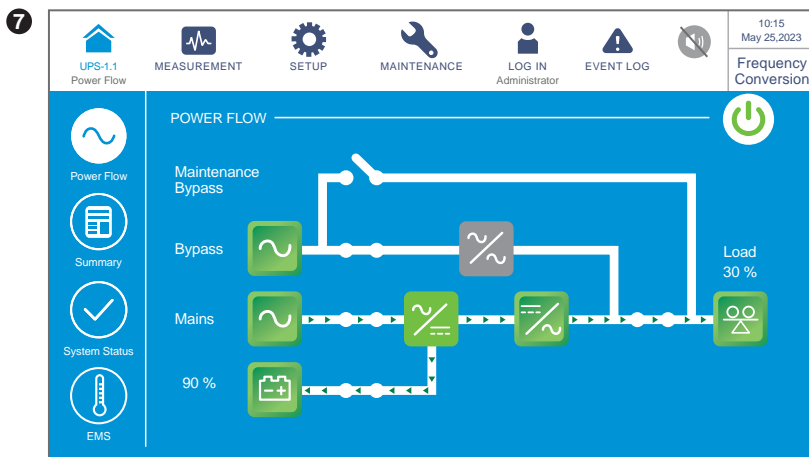 7
10:15
May 25,2023
UPS-1.1
Power Flow
MEASUREMENT
SETUP
MAINTENANCE
LOG IN
Administrator
EVENT LOG
Frequency
Conversion
POWER FLOW
Power Flow
Maintenance
Bypass
Summary
Bypass
Load
30 %
Mains
System Status
90 %
EMS